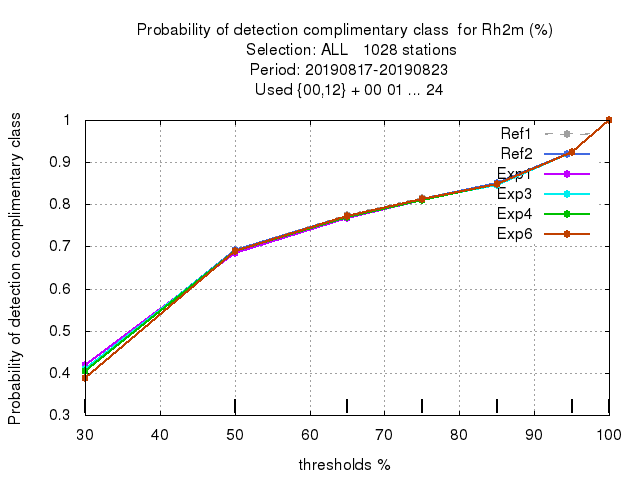 Probability of detection complimentary class  for Rh2m (%)
Selection: ALL   1028 stations
Period: 20190817-20190823
Used {00,12} + 00 01 ... 24
Probability of detection complimentary class
1
0.9
0.8
0.7
0.6
0.5
0.4
0.3
Ref1
Ref2
Exp1
Exp3
Exp4
Exp6
30 40 50 60 70 80 90 100
thresholds %